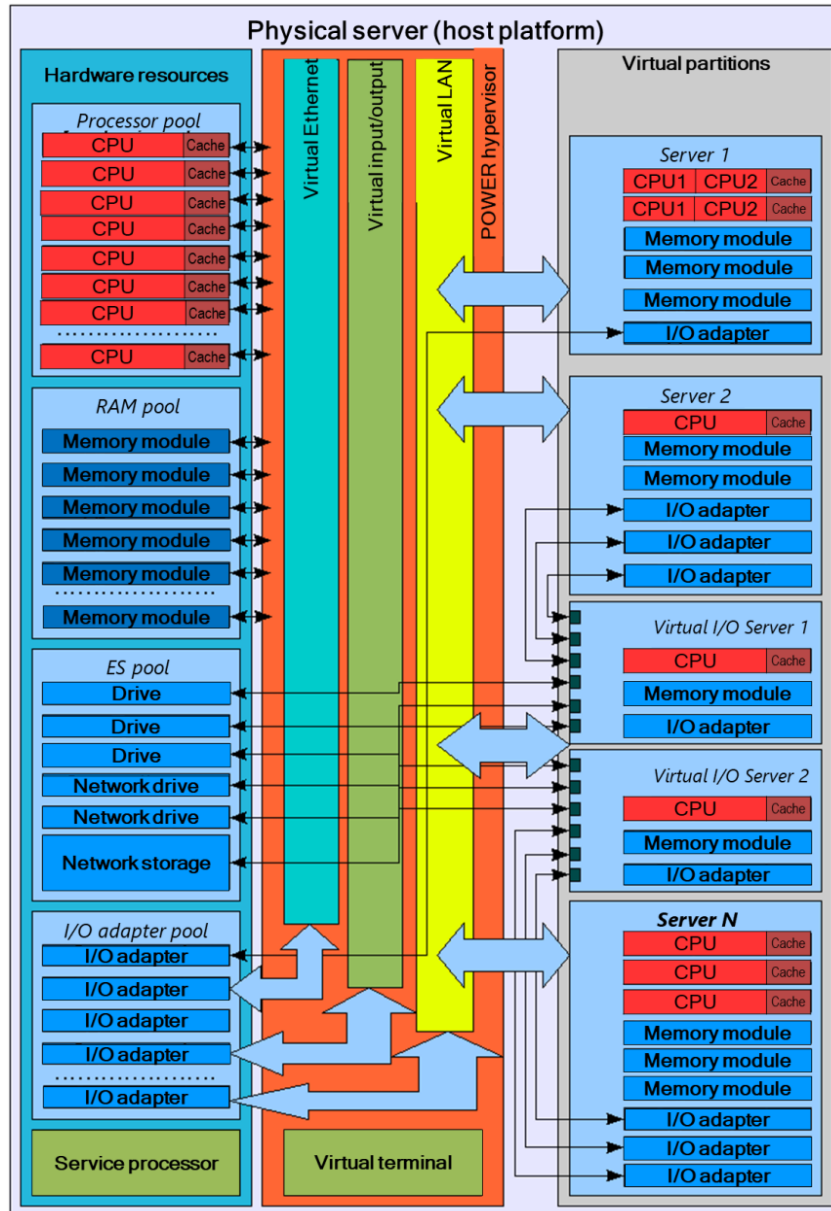 Physical server (host platform)
Hardware resources
Processor pool
CPU Cache
CPU Cache
CPU Cache
CPU Cache
CPU Cache
CPU Cache
CPU Cache
....................
CPU Cache
RAM pool
Memory module
Memory module
Memory module
Memory module
Memory module
....................
Memory module
ES pool
Drive
Drive
Drive
Network drive
Network drive
Network storage
I/O adapter pool
I/O adapter
I/O adapter
I/O adapter
I/O adapter
....................
I/O adapter
Service processor
Virtual Ethernet
Virtual input/output
Virtual LAN
POWER hypervisor
Virtual terminal
Virtual partitions
Server 1
CPU1 CPU2 Cache
CPU1 CPU2 Cache
Memory module
Memory module
Memory module
I/O adapter
Server 2
CPU Cache
Memory module
Memory module
I/O adapter
I/O adapter
I/O adapter
Virtual I/O Server 1
CPU Cache
Memory module
I/O adapter
Virtual I/O Server 2
CPU Cache
Memory module
I/O adapter
Server N
CPU Cache
CPU Cache
CPU Cache
Memory module
Memory module
Memory module
I/O adapter
I/O adapter
I/O adapter